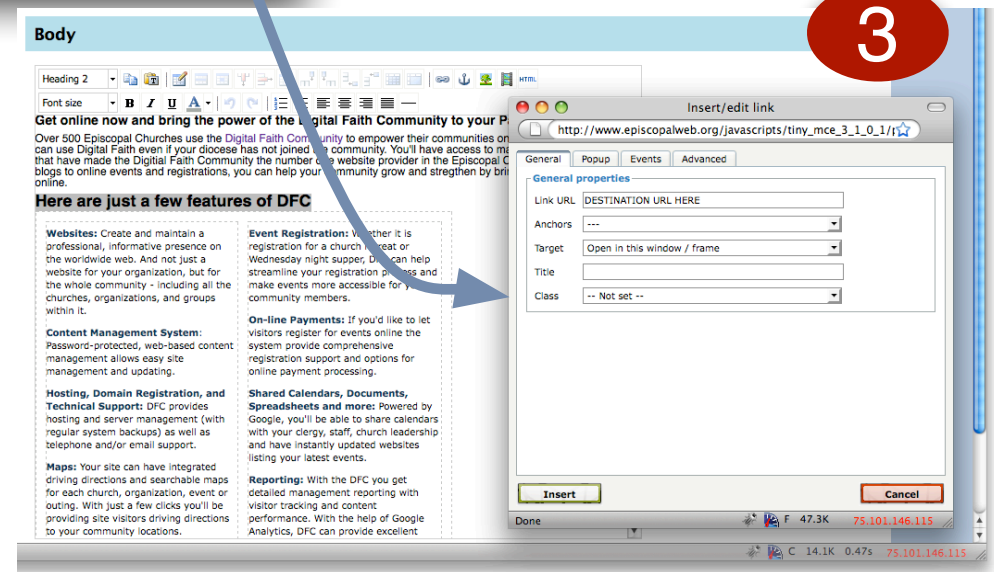 3
Body
Heading 2
HTML
Font size
B I U A
Get online now and bring the power of the Digital Faith Community to your P
Over 500 Episcopal Churches use the Digital Faith Community to empower their communities on
can use Digital Faith even if your diocese has not joined the community. You'll have access to ma
that have made the Digitial Faith Community the number one website provider in the Episcopal C
blogs to online events and registrations, you can help your community grow and stregthen by brin
online.
Here are just a few features of DFC
Websites: Create and maintain a
professional, informative presence on
the worldwide web. And not just a
website for your organization, but for
the whole community - including all the
churches, organizations, and groups
within it.
Content Management System:
Password-protected, web-based content
management allows easy site
management and updating.
Hosting, Domain Registration, and
Technical Support: DFC provides
hosting and server management (with
regular system backups) as well as
telephone and/or email support.
Maps: Your site can have integrated
driving directions and searchable maps
for each church, organization, event or
outing. With just a few clicks you'll be
providing site visitors driving directions
to your community locations.
Event Registration: Whether it is
registration for a church retreat or
Wednesday night supper, DFC can help
streamline your registration process and
make events more accessible for your
community members.
On-line Payments: If you'd like to let
visitors register for events online the
system provide comprehensive
registration support and options for
online payment processing.
Shared Calendars, Documents,
Spreadsheets and more: Powered by
Google, you'll be able to share calendars
with your clergy, staff, church leadership
and have instantly updated websites
listing your latest events.
Reporting: With the DFC you get
detailed management reporting with
visitor tracking and content
performance. With the help of Google
Analytics, DFC can provide excellent
Insert/edit link
http://www.episcopalweb.org/javascripts/tiny_mce_3_1_0_1/
General Popup Events Advanced
General properties
Link URL DESTINATION URL HERE
Anchors ---
Target Open in this window / frame
Title
Class -- Not set --
Insert Cancel
Done F 47.3K 75.101.146.115
C 14.1K 0.47s 75.101.146.115